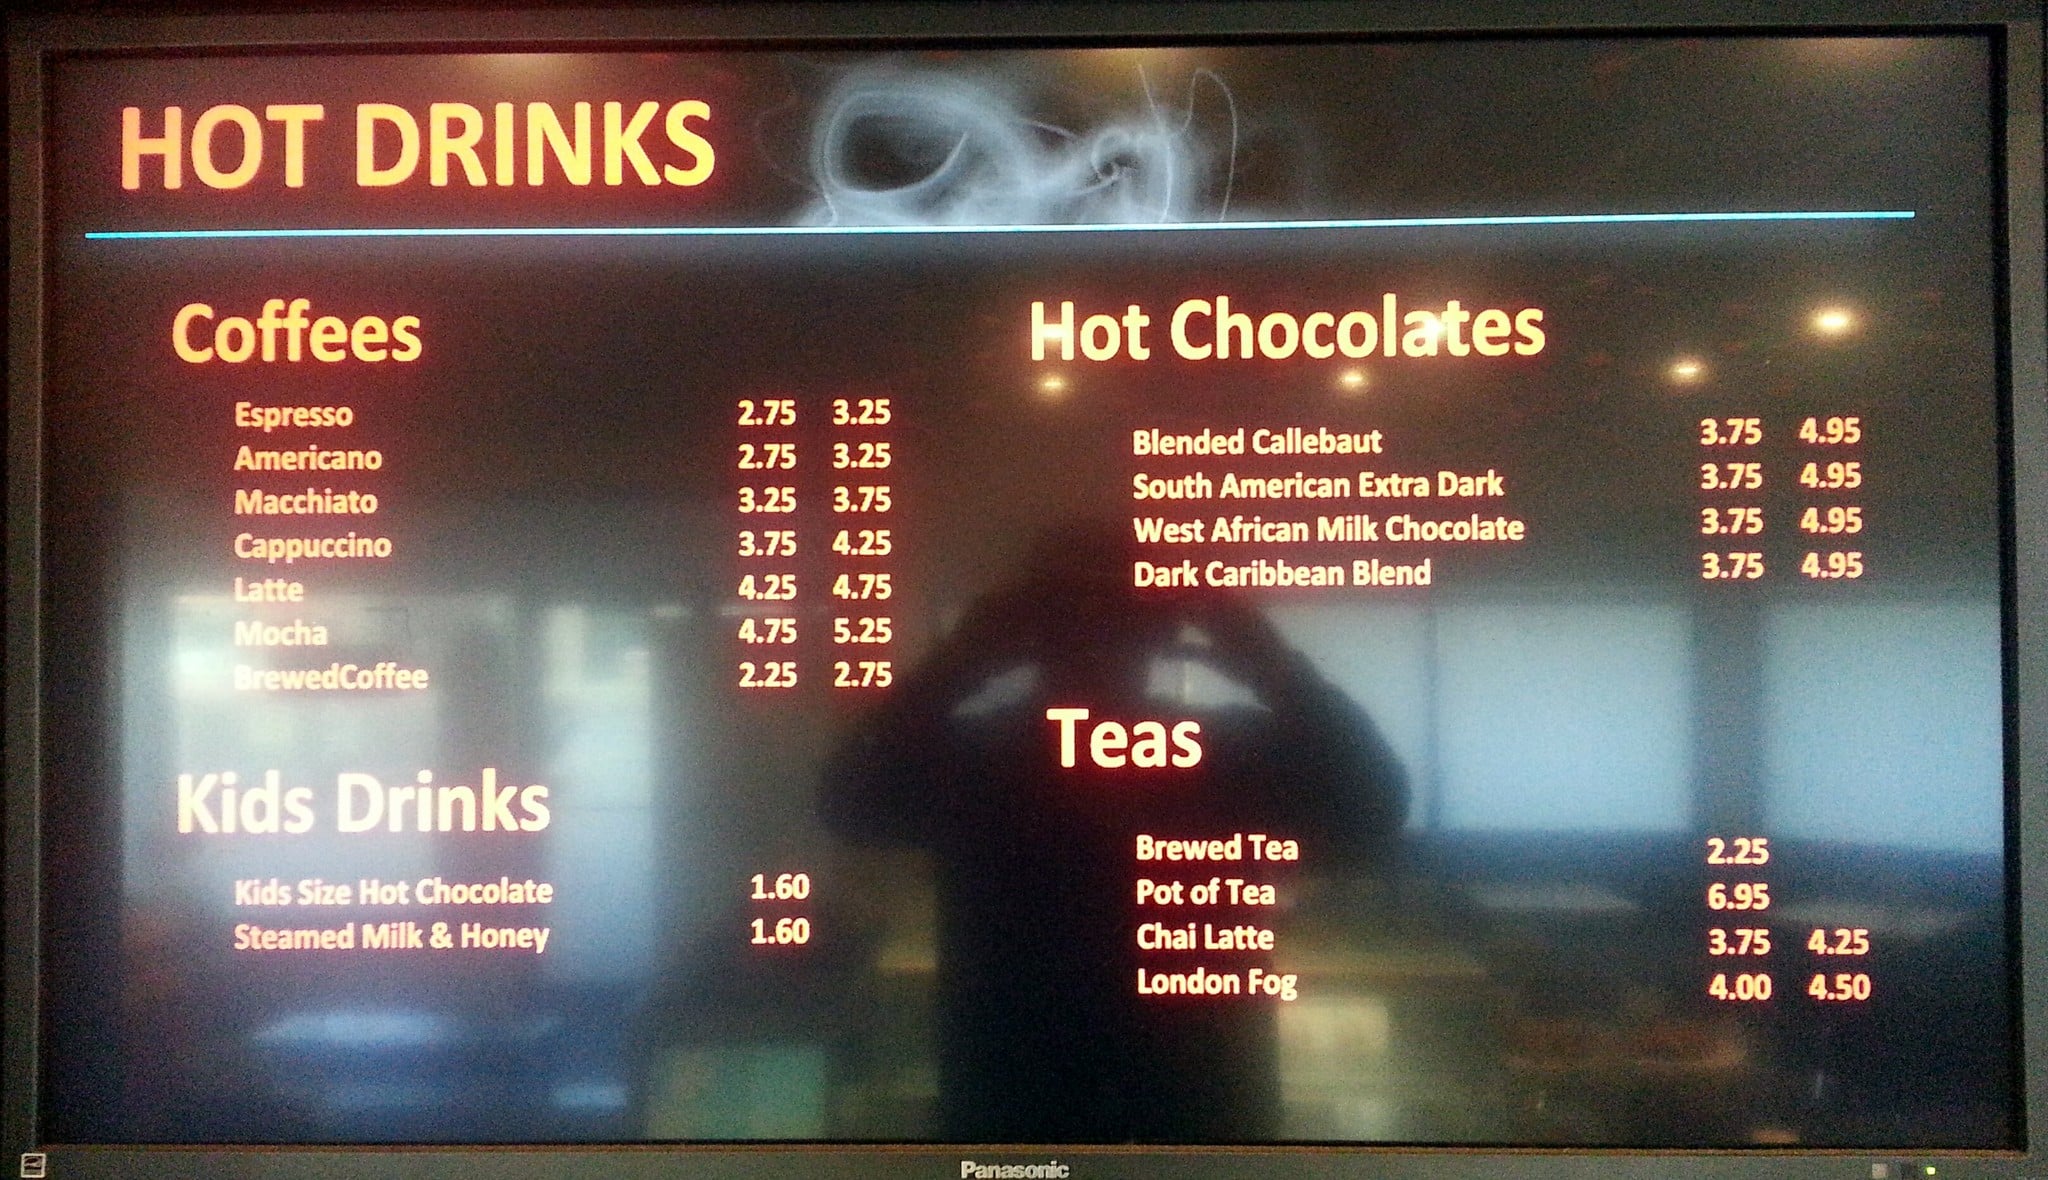 HOT DRINKS
Coffees
Espresso 2.75 3.25
Americano 2.75 3.25
Macchiato 3.25 3.75
Cappuccino 3.75 4.25
Latte 4.25 4.75
Mocha 4.75 5.25
BrewedCoffee 2.25 2.75
Kids Drinks
Kids Size Hot Chocolate 1.60
Steamed Milk & Honey 1.60
Hot Chocolates
Blended Callebaut 3.75 4.95
South American Extra Dark 3.75 4.95
West African Milk Chocolate 3.75 4.95
Dark Caribbean Blend 3.75 4.95
Teas
Brewed Tea 2.25
Pot of Tea 6.95
Chai Latte 3.75 4.25
London Fog 4.00 4.50
Panasonic